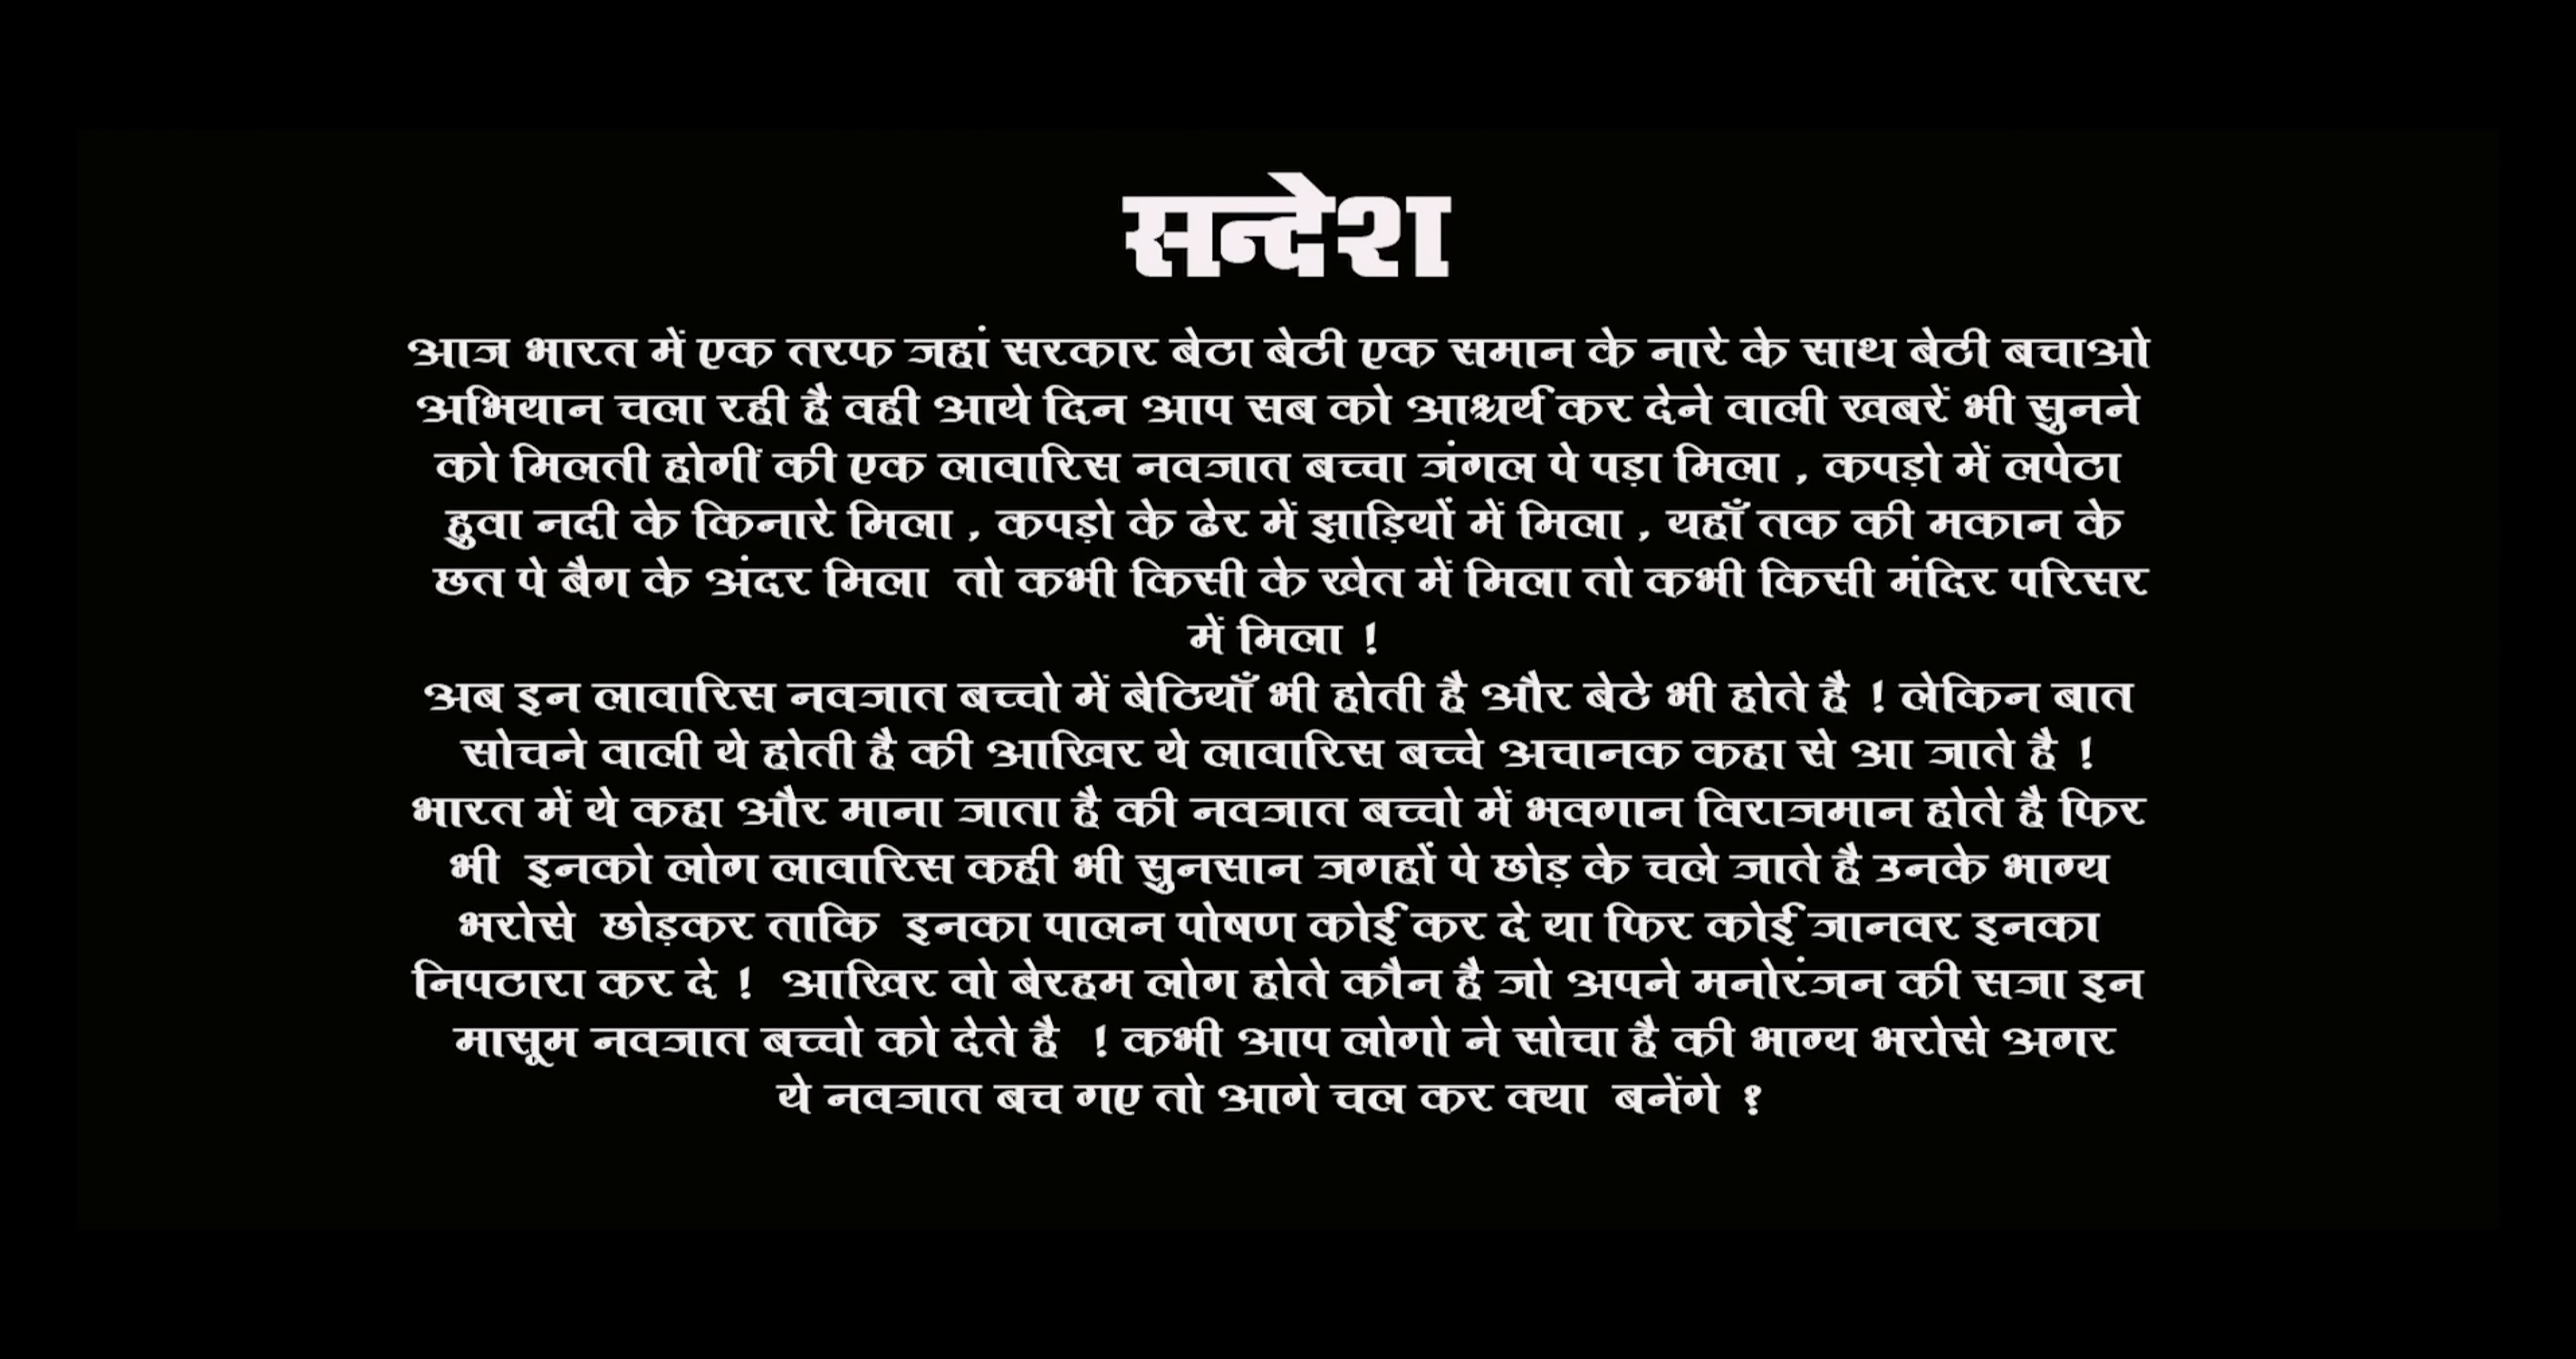 सन्देश
आज भारत में एक तरफ जहां सरकार बेटा बेटी एक समान के नारे के साथ बेटी बचाओ
अभियान चला रही है वही आये दिन आप सब को आश्चर्य कर देने वाली खबरें भी सुनने
को मिलती होगीं की एक लावारिस नवजात बच्चा जंगल पे पड़ा मिला , कपड़ो में लपेटा
हुवा नदी के किनारे मिला , कपड़ो के ढेर में झाड़ियों में मिला , यहाँ तक की मकान के
छत पे बैग के अंदर मिला तो कभी किसी के खेत में मिला तो कभी किसी मंदिर परिसर
में मिला !
अब इन लावारिस नवजात बच्चो में बेटियाँ भी होती है और बेटे भी होते है ! लेकिन बात
सोचने वाली ये होती है की आखिर ये लावारिस बच्चे अचानक कहा से आ जाते है !
भारत में ये कहा और माना जाता है की नवजात बच्चो में भवगान विराजमान होते है फिर
भी इनको लोग लावारिस कही भी सुनसान जगहों पे छोड़ के चले जाते है उनके भाग्य
भरोसे छोड़कर ताकि इनका पालन पोषण कोई कर दे या फिर कोई जानवर इनका
निपटारा कर दे ! आखिर वो बेरहम लोग होते कौन है जो अपने मनोरंजन की सजा इन
मासूम नवजात बच्चो को देते है ! कभी आप लोगो ने सोचा है की भाग्य भरोसे अगर
ये नवजात बच गए तो आगे चल कर क्या बनेंगे ?